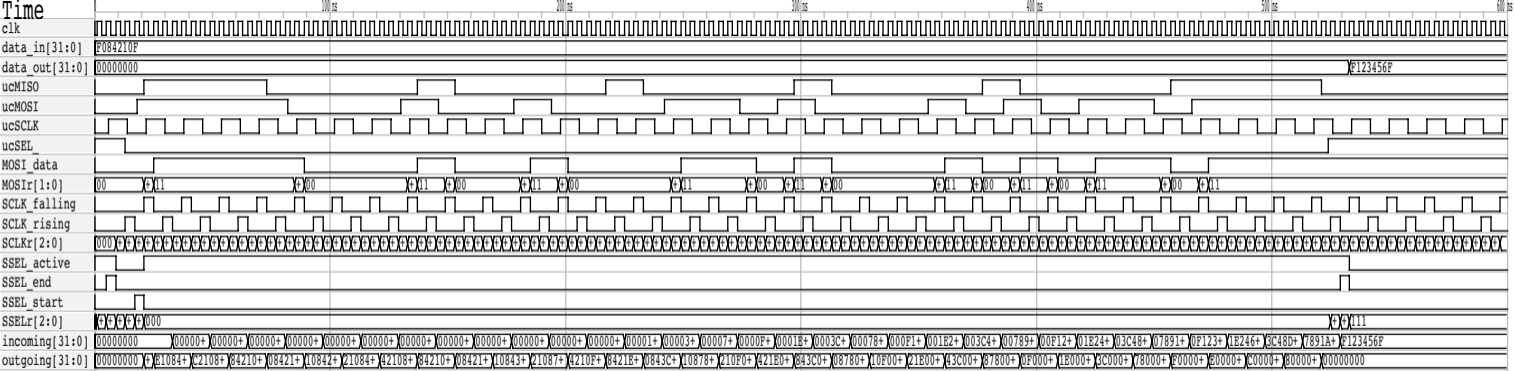 Time
100 ns 200 ns 300 ns 400 ns 500 ns 600 ns
clk
data_in[31:0] F084210F
data_out[31:0] 00000000 F123456F
ucMISO
ucMOSI
ucSCLK
ucSEL_
MOSI_data
MOSIr[1:0] 00 + 11 + 00 + 11 + 00 + 11 + 00 + 11 + 00 + 11 + 00 + 11 + 00 + 11 + 00 + 11 + 00 + 11
SCLK_falling
SCLK_rising
SCLKr[2:0] 000
SSEL_active
SSEL_end
SSEL_start
SSELr[2:0] + + + + + 000 + + 111
incoming[31:0] 00000000 00000+ 00000+ 00000+ 00000+ 00000+ 00000+ 00000+ 00000+ 00000+ 00000+ 00000+ 00000+ 00001+ 00003+ 00007+ 0000F+ 0001E+ 0003C+ 00078+ 000F1+ 001E2+ 003C4+ 00789+ 00F12+ 01E24+ 03C48+ 07891+ 0F123+ 1E246+ 3C48D+ 7891A+ F123456F
outgoing[31:0] 00000000 + E1084+ C2108+ 84210+ 08421+ 10842+ 21084+ 42108+ 84210+ 08421+ 10843+ 21087+ 4210F+ 8421E+ 0843C+ 10878+ 210F0+ 421E0+ 843C0+ 08780+ 10F00+ 21E00+ 43C00+ 87800+ 0F000+ 1E000+ 3C000+ 78000+ F0000+ E0000+ C0000+ 80000+ 00000000